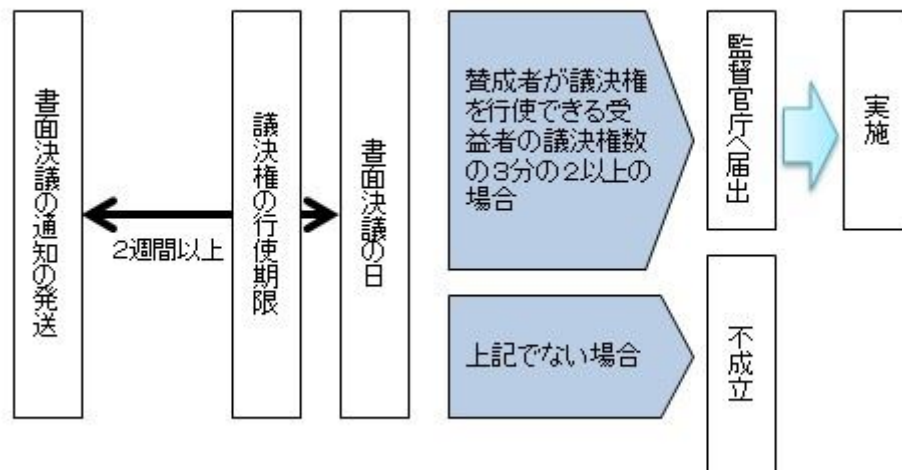 書面決議の通知の発送
2週間以上
議決権の行使期限
書面決議の日
賛成者が議決権
を行使できる受
益者の議決権数
の3分の2以上の
場合
監督官庁へ届出
実施
上記でない場合
不成立